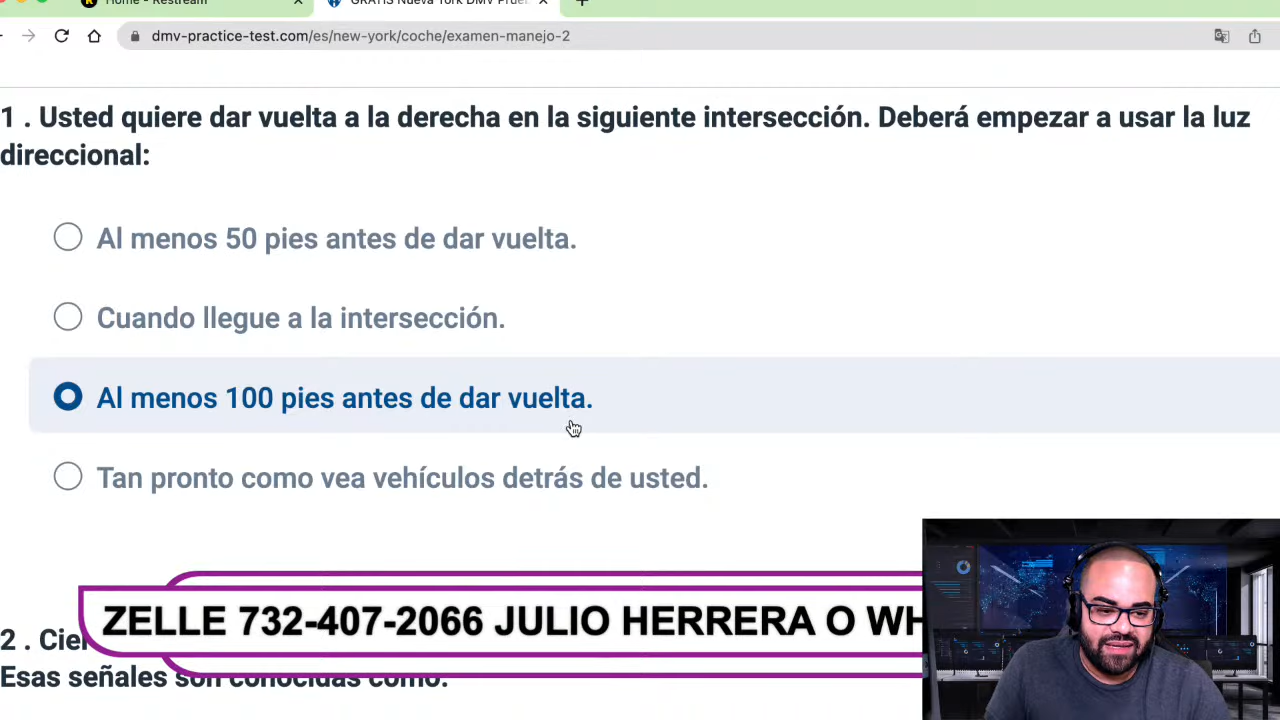 Home - Restream
GRATIS Nueva York DMV Prue
dmv-practice-test.com/es/new-york/coche/examen-manejo-2
1 . Usted quiere dar vuelta a la derecha en la siguiente intersección. Deberá empezar a usar la luz
direccional:
Al menos 50 pies antes de dar vuelta.
Cuando llegue a la intersección.
Al menos 100 pies antes de dar vuelta.
Tan pronto como vea vehículos detrás de usted.
ZELLE 732-407-2066 JULIO HERRERA O WH
2 . Cier
Esas señales son conocidas como: